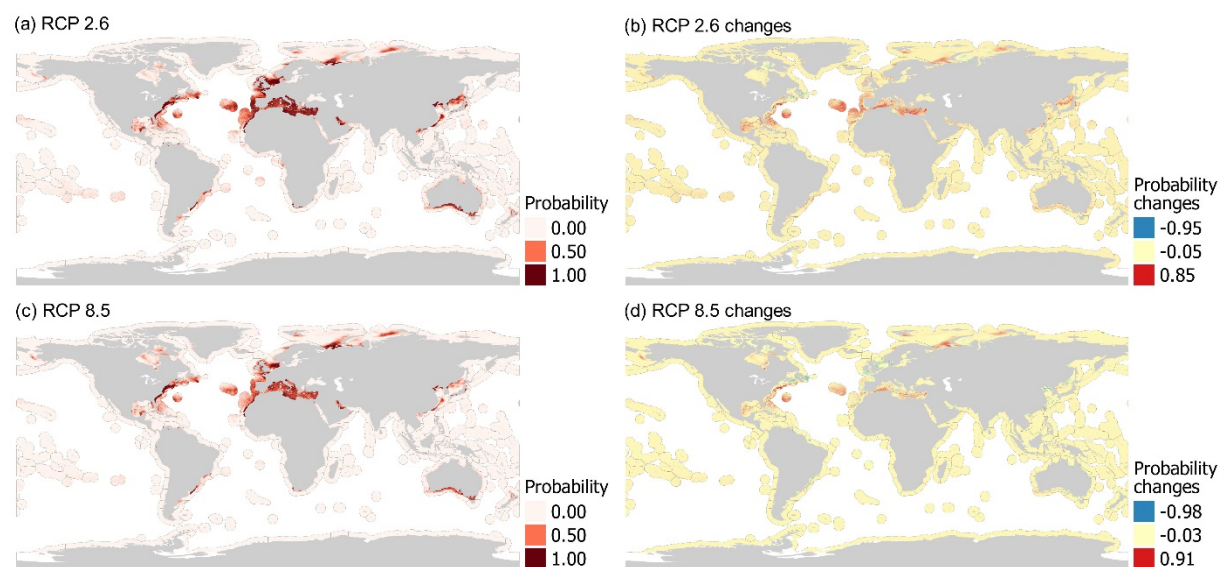 (a) RCP 2.6
(b) RCP 2.6 changes
Probability
0.00
0.50
1.00
Probability
changes
-0.95
-0.05
0.85
(c) RCP 8.5
(d) RCP 8.5 changes
Probability
0.00
0.50
1.00
Probability
changes
-0.98
-0.03
0.91